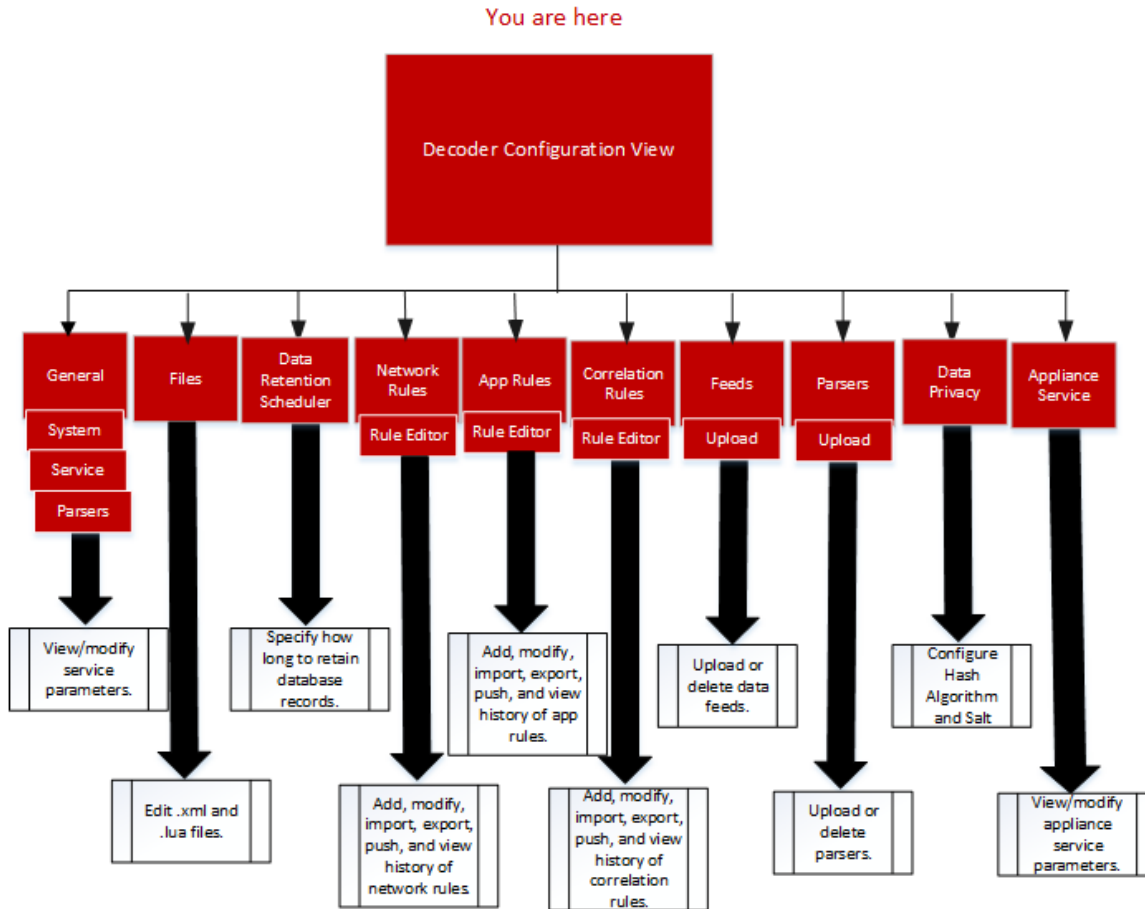 You are here
Decoder Configuration View
General
System
Service
Parsers
Files
Data
Retention
Scheduler
Network
Rules
Rule Editor
App Rules
Rule Editor
Correlation
Rules
Rule Editor
Feeds
Upload
Parsers
Upload
Data
Privacy
Appliance
Service
View/modify
service
parameters.
Edit .xml and
.lua files.
Specify how
long to retain
database
records.
Add, modify,
import, export,
push, and view
history of
network rules.
Add, modify,
import, export,
push, and view
history of app
rules.
Add, modify,
import, export,
push, and view
history of
correlation
rules.
Upload or
delete data
feeds.
Upload or
delete
parsers.
Configure
Hash
Algorithm
and Salt
View/modify
appliance
service
parameters.